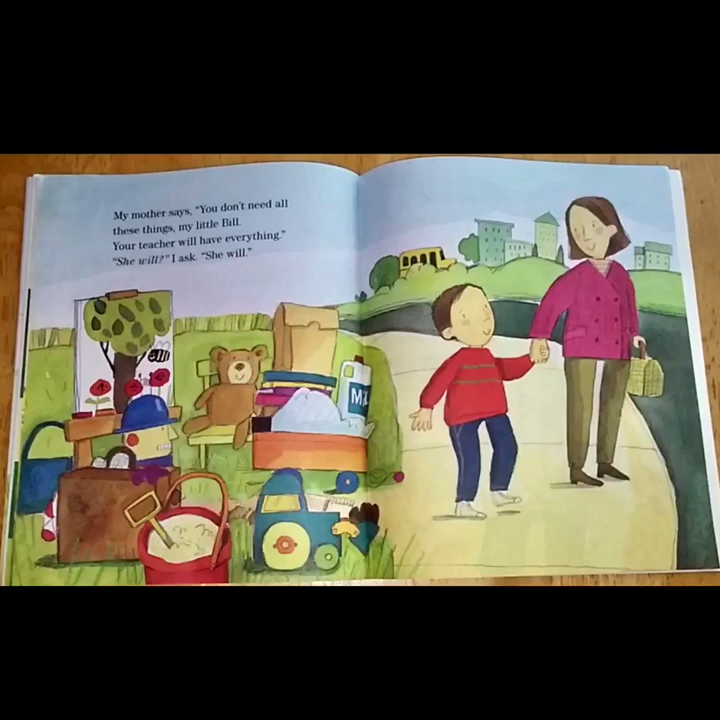 My mother says, "You don't need all
these things, my little Bill.
Your teacher will have everything."
"She will?" I ask. "She will."